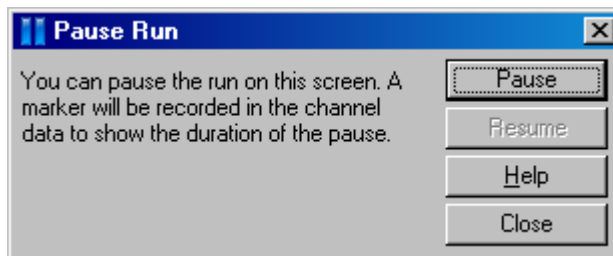 Pause Run
You can pause the run on this screen. A
marker will be recorded in the channel
data to show the duration of the pause.
Pause
Resume
Help
Close